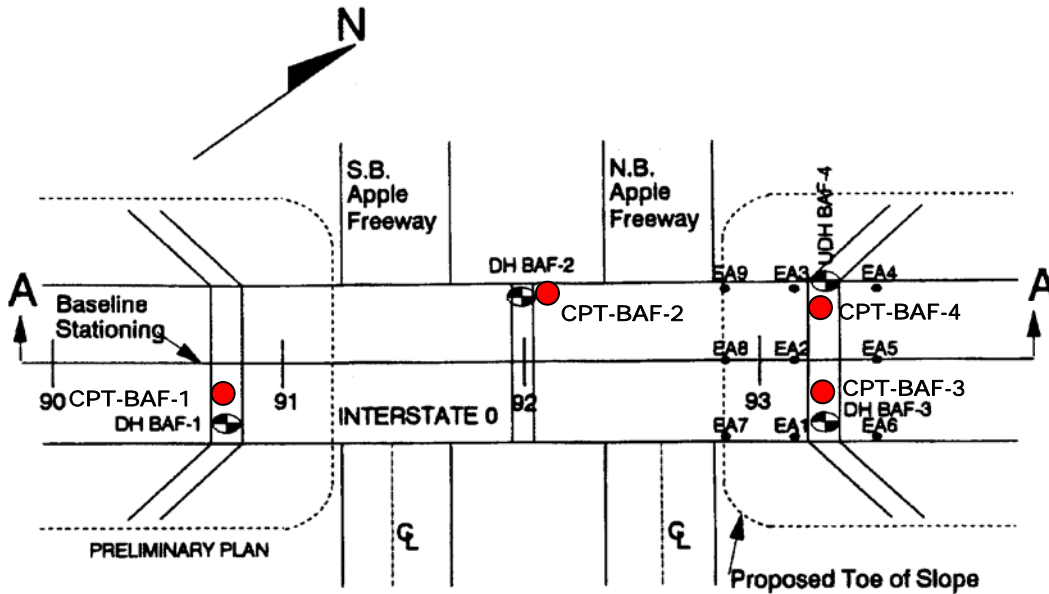 N
S.B.
Apple
Freeway
N.B.
Apple
Freeway
UDH BAF-4
DH BAF-2
EA9
EA3
EA4
A
A
Baseline
Stationing
CPT-BAF-2
CPT-BAF-4
EA8
EA2
EA5
90
CPT-BAF-1
91
92
93
CPT-BAF-3
DH BAF-1
INTERSTATE 0
DH BAF-3
EA7
EA1
EA6
PRELIMINARY PLAN
CL
CL
Proposed Toe of Slope